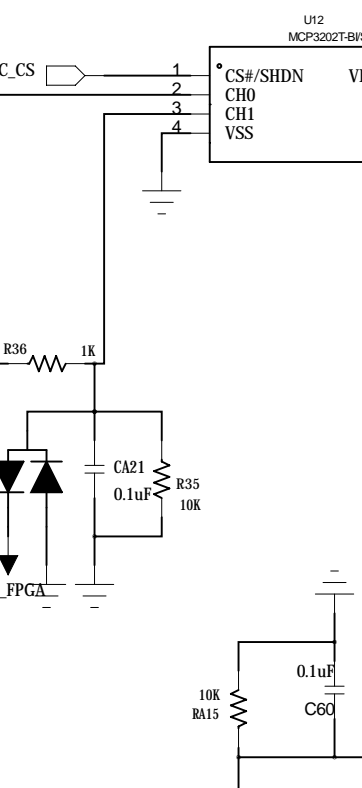 U12
MCP3202T-BI/S
C_CS
1
CS#/SHDN
2
CH0
3
CH1
4
VSS
R36
1K
CA21
0.1uF
R35
10K
_FPGA
0.1uF
10K
C60
RA15